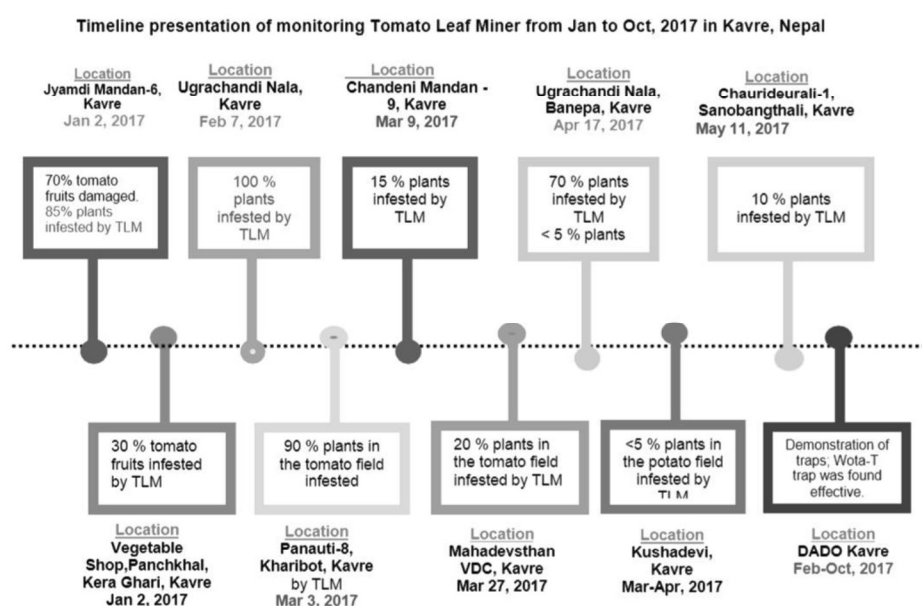 Timeline presentation of monitoring Tomato Leaf Miner from Jan to Oct, 2017 in Kavre, Nepal
Location
Jyamdi Mandan-6,
Kavre
Jan 2, 2017
Location
Ugrachandi Nala,
Kavre
Feb 7, 2017
Location
Chandeni Mandan -
9, Kavre
Mar 9, 2017
Location
Ugrachandi Nala,
Banepa, Kavre
Apr 17, 2017
Location
Chaurideurali-1,
Sanobangthali, Kavre
May 11, 2017
70% tomato
fruits damaged.
85% plants
infested by TLM
100 %
plants
infested by
TLM
15 % plants
infested by
TLM
70 % plants
infested by
TLM
< 5 % plants
10 % plants
infested by TLM
30 % tomato
fruits infested
by TLM
90 % plants in
the tomato field
infested
20 % plants in
the tomato field
infested by TLM
<5 % plants in
the potato field
infested by
TLM
Demonstration of
traps; Wota-T
trap was found
effective.
Location
Vegetable
Shop,Panchkhal,
Kera Ghari, Kavre
Jan 2, 2017
Location
Panauti-8,
Kharibot, Kavre
by TLM
Mar 3, 2017
Location
Mahadevsthan
VDC, Kavre
Mar 27, 2017
Location
Kushadevi,
Kavre
Mar-Apr, 2017
Location
DADO Kavre
Feb-Oct, 2017